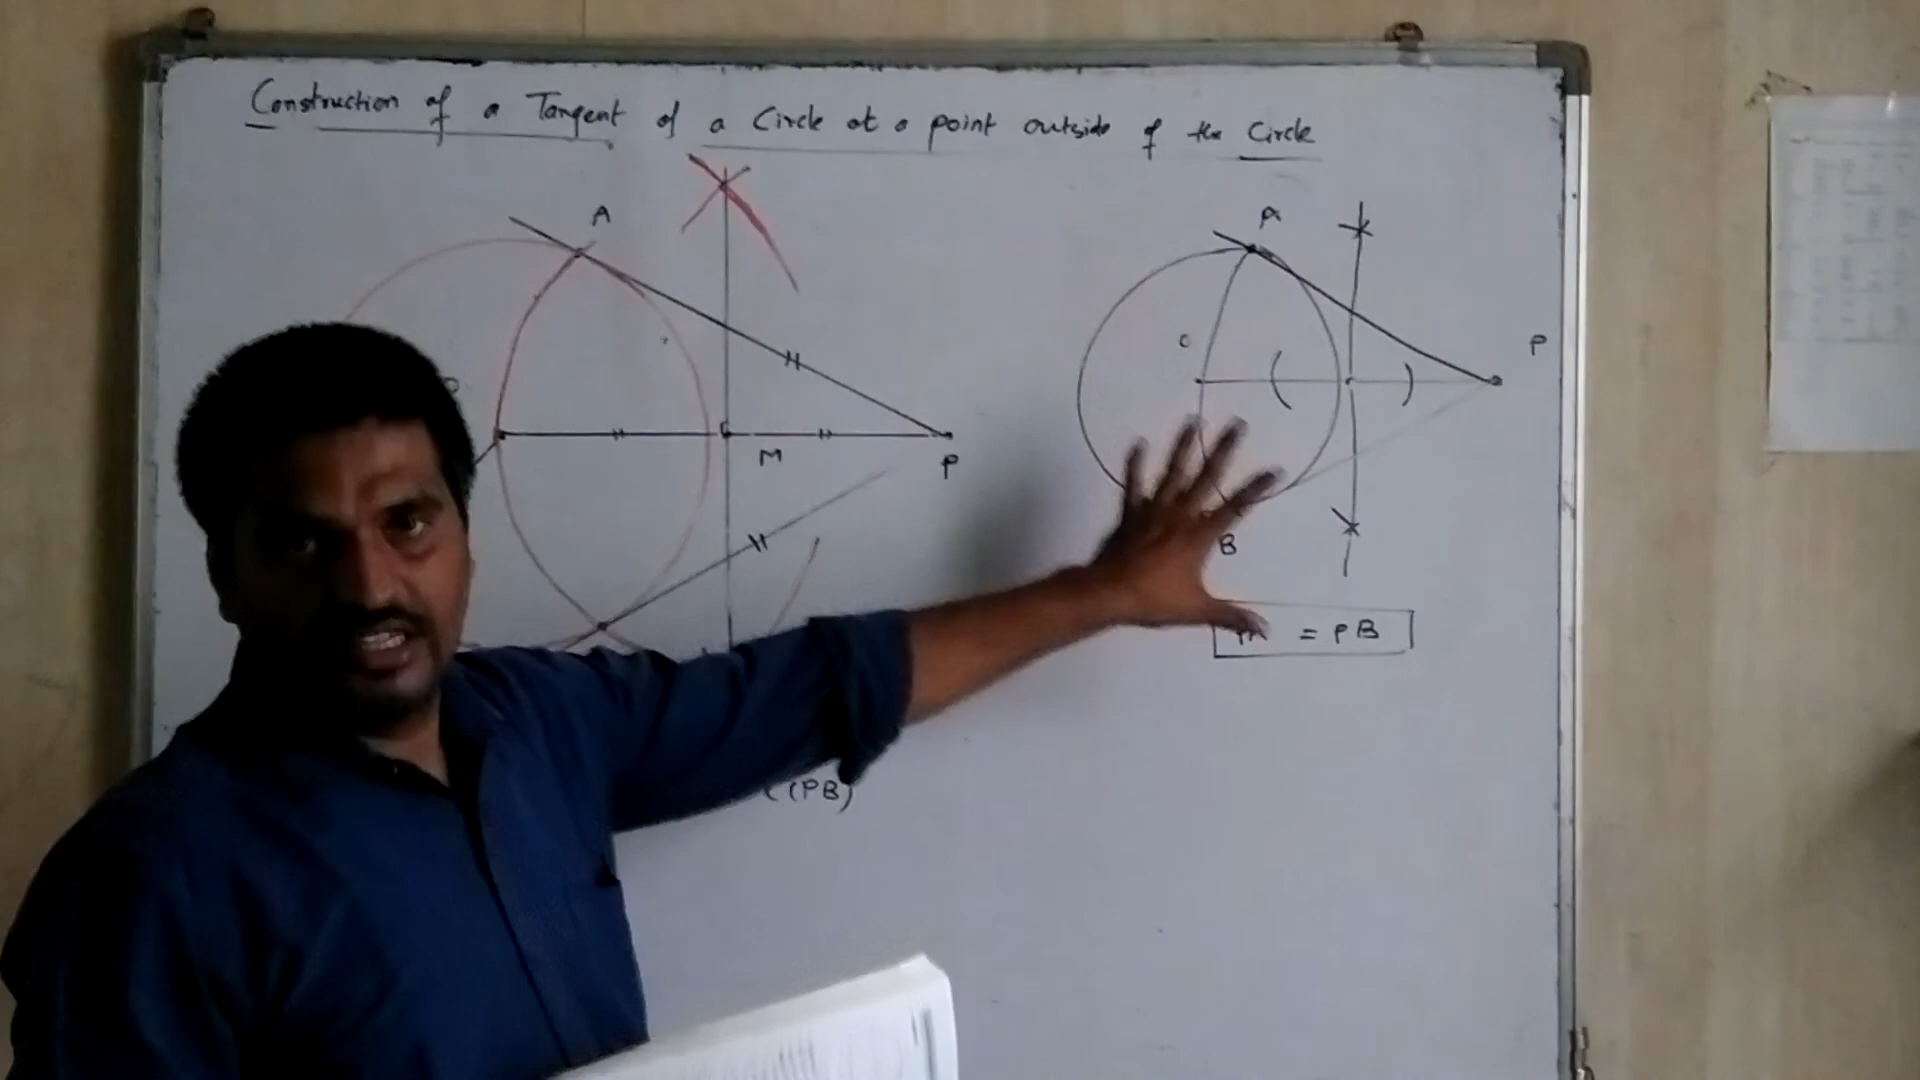 Construction of a Tangent of a Circle at a point outside of the Circle
A
M
P
(PB)
A
C
P
B
= PB